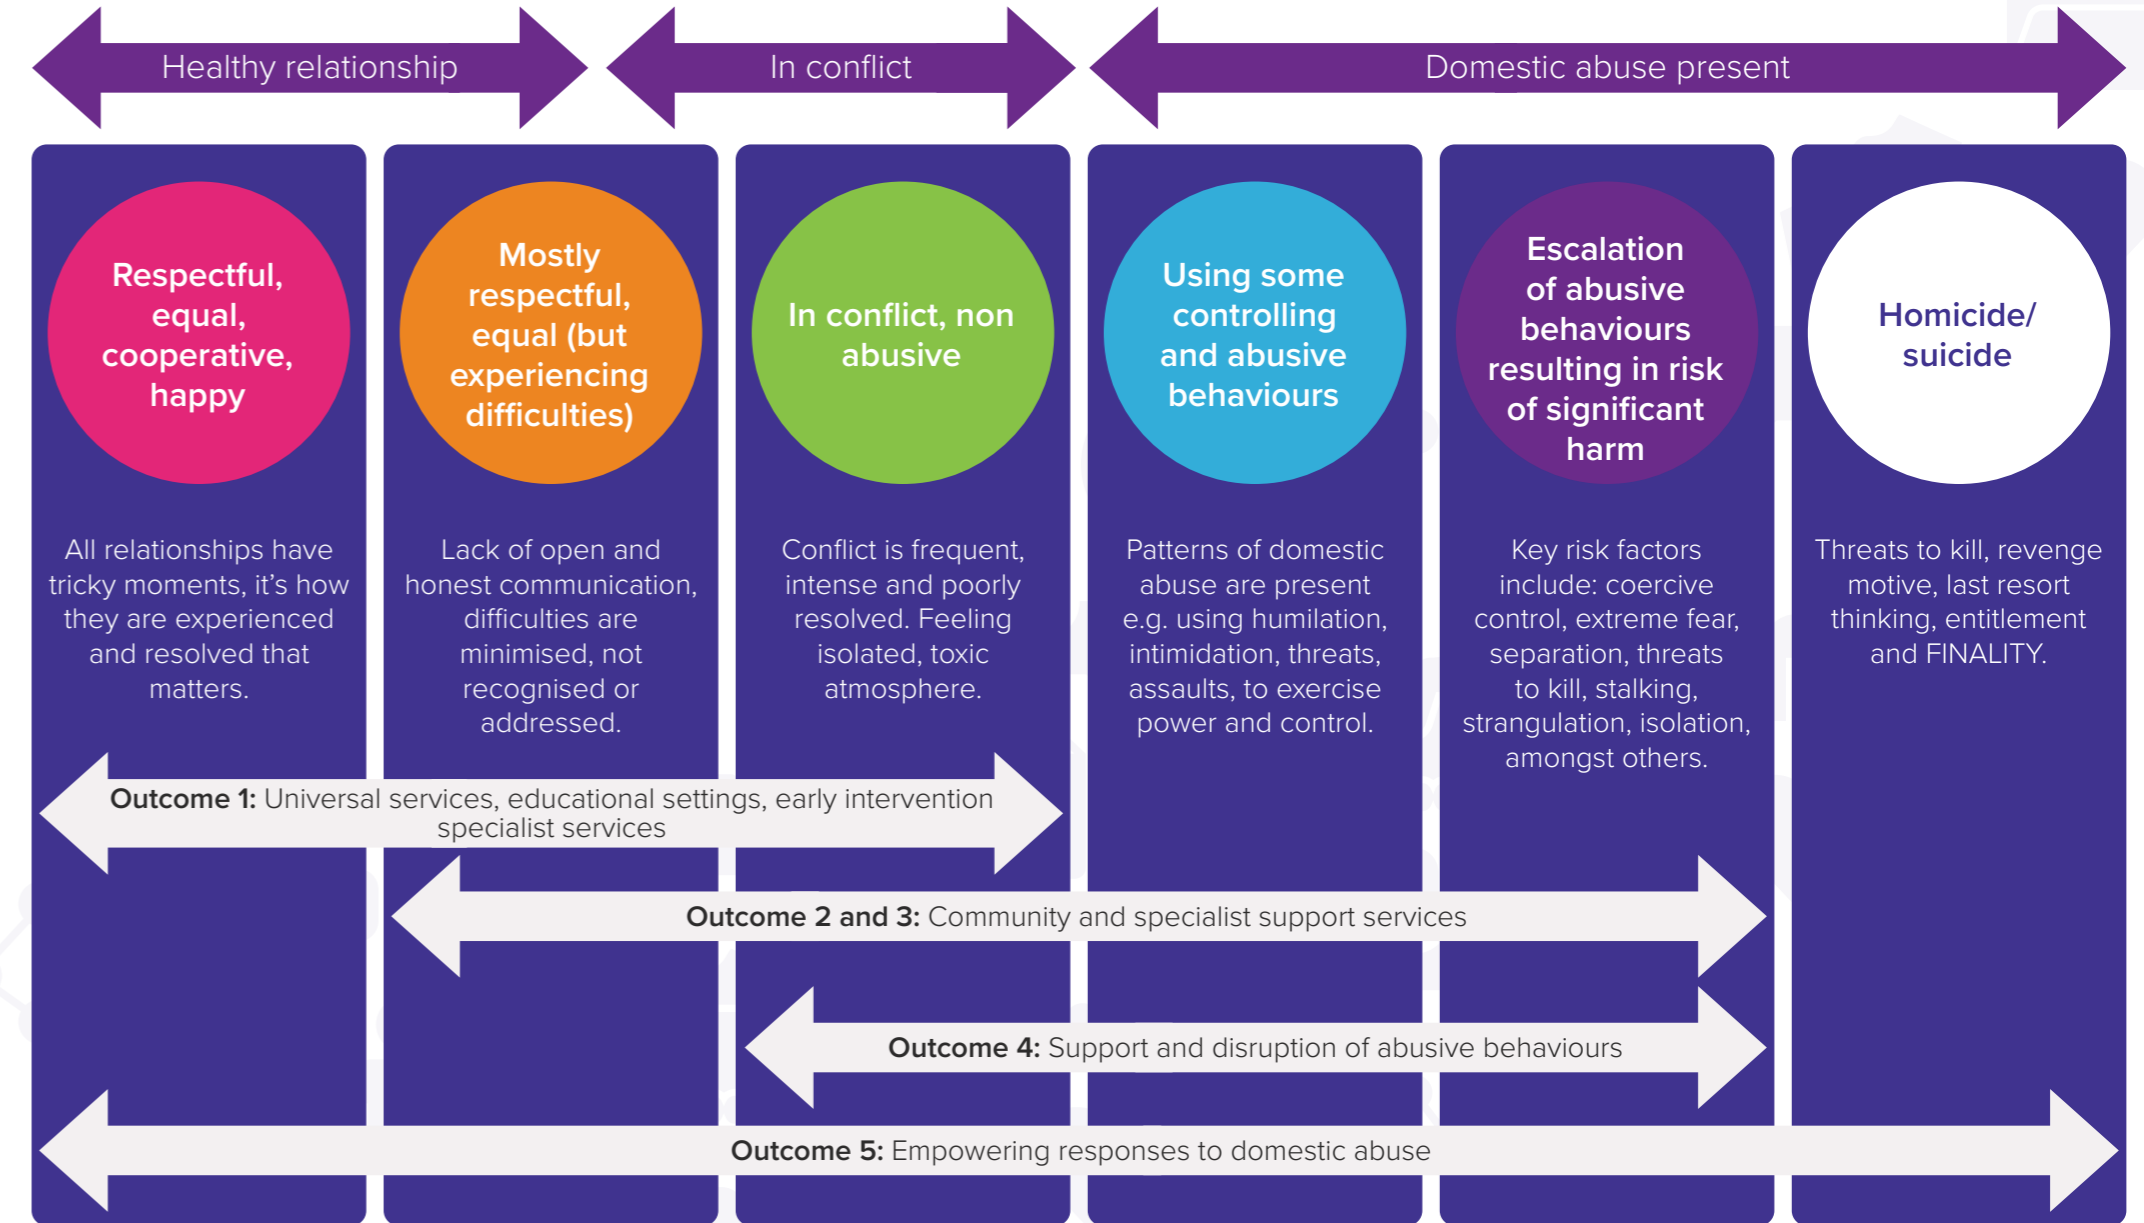 Healthy relationship
In conflict
Domestic abuse present
Respectful,
equal,
cooperative,
happy
All relationships have
tricky moments, it's how
they are experienced
and resolved that
matters.
Mostly
respectful,
equal (but
experiencing
difficulties)
Lack of open and
honest communication,
difficulties are
minimised, not
recognised or
addressed.
In conflict, non
abusive
Conflict is frequent,
intense and poorly
resolved. Feeling
isolated, toxic
atmosphere.
Using some
controlling
and abusive
behaviours
Patterns of domestic
abuse are present
e.g. using humilation,
intimidation, threats,
assaults, to exercise
power and control.
Escalation
of abusive
behaviours
resulting in risk
of significant
harm
Key risk factors
include: coercive
control, extreme fear,
separation, threats
to kill, stalking,
strangulation, isolation,
amongst others.
Homicide/
suicide
Threats to kill, revenge
motive, last resort
thinking, entitlement
and FINALITY.
Outcome 1: Universal services, educational settings, early intervention
specialist services
Outcome 2 and 3: Community and specialist support services
Outcome 4: Support and disruption of abusive behaviours
Outcome 5: Empowering responses to domestic abuse